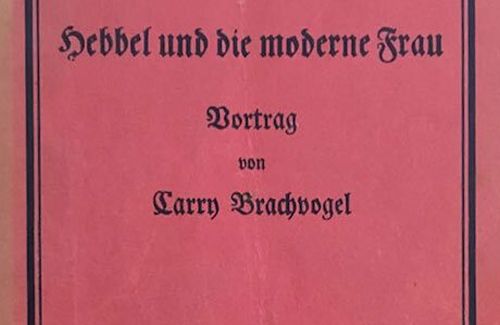 Hebbel und die moderne Frau
Vortrag
von
Carry Brachvogel